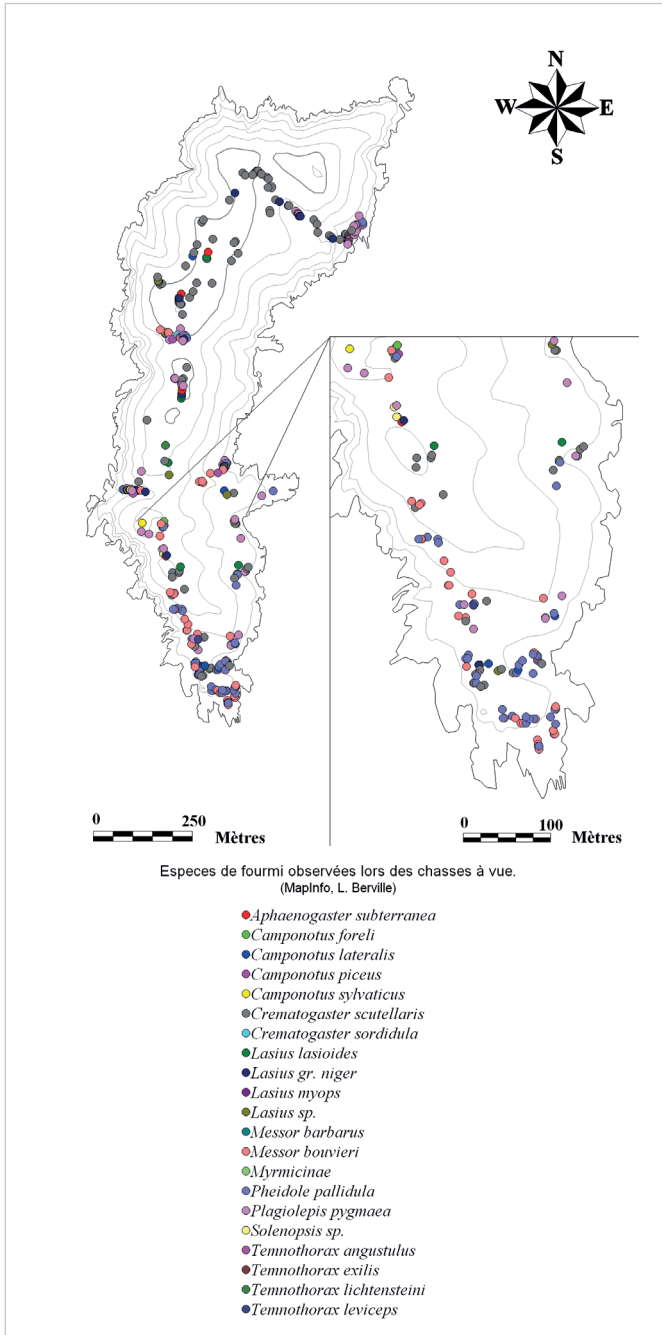 N
W E
S
0 250
Mètres
0 100
Mètres
Especes de fourmi observées lors des chasses à vue.
(MapInfo, L. Berville)
Aphaenogaster subterranea
Camponotus foreli
Camponotus lateralis
Camponotus piceus
Camponotus sylvaticus
Crematogaster scutellaris
Crematogaster sordidula
Lasius lasioides
Lasius gr. niger
Lasius myops
Lasius sp.
Messor barbarus
Messor bouvieri
Myrmicinae
Pheidole pallidula
Plagiolepis pygmaea
Solenopsis sp.
Temnothorax angustulus
Temnothorax exilis
Temnothorax lichtensteini
Temnothorax leviceps